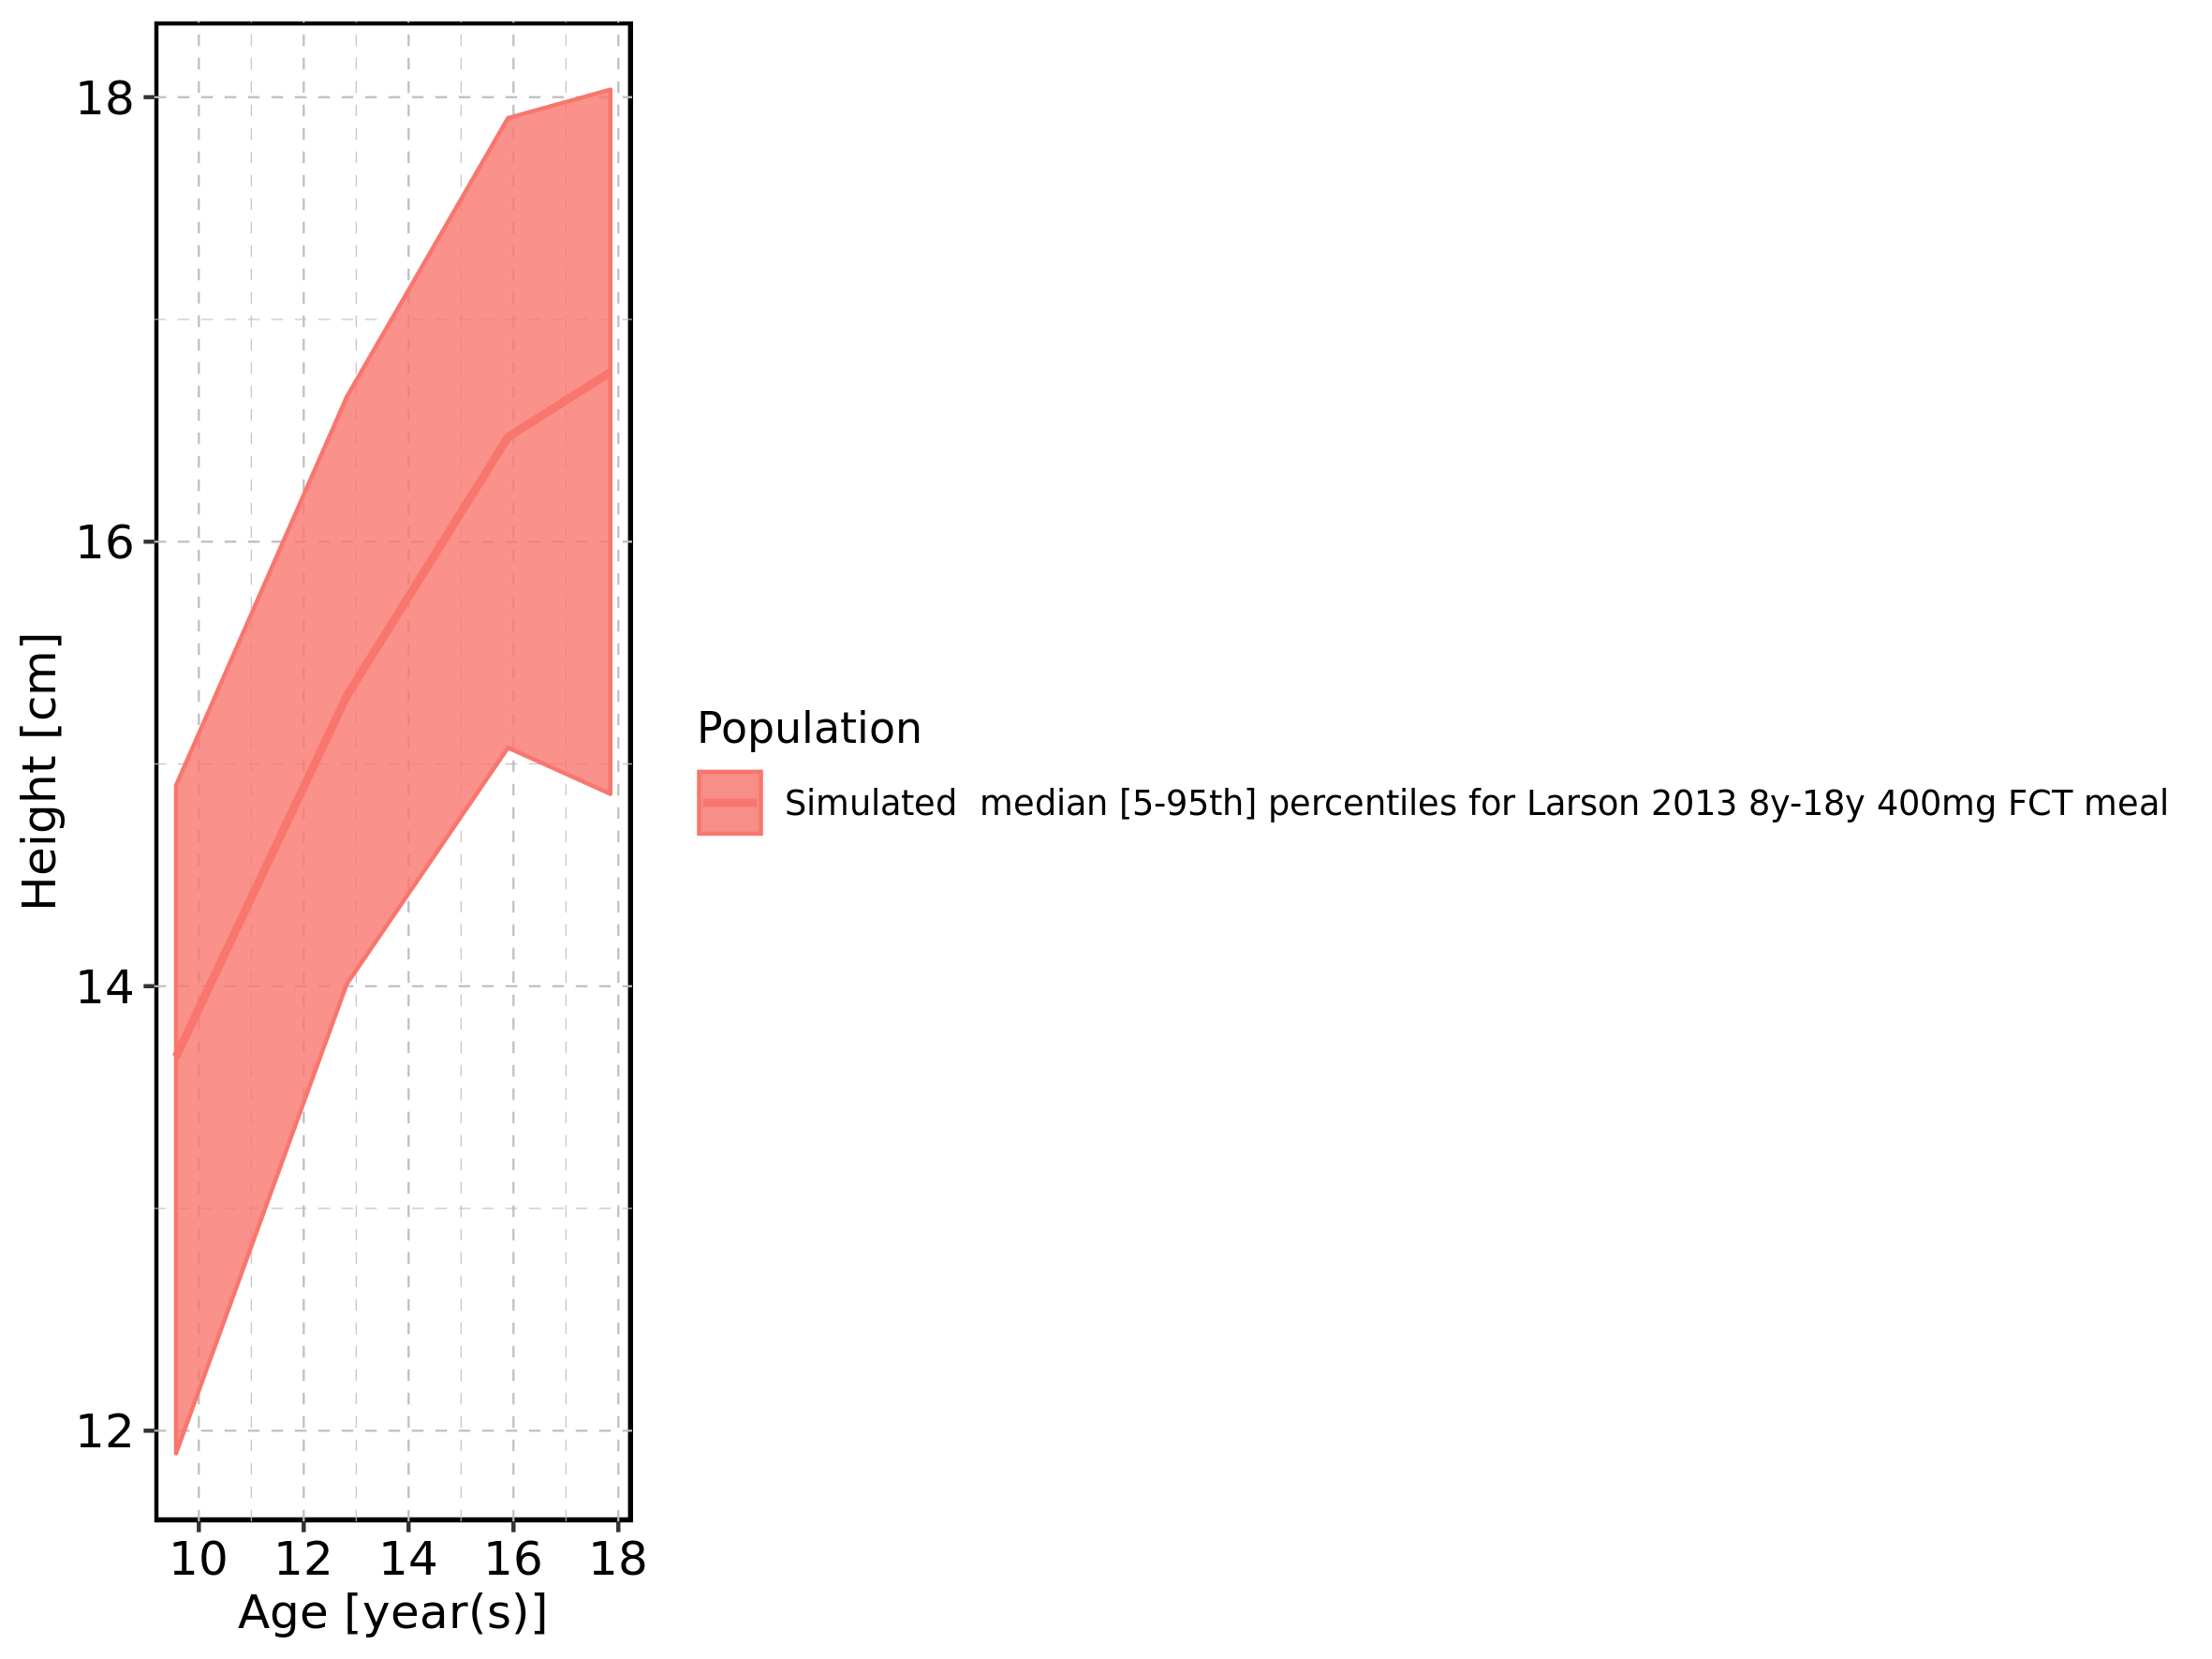 18
16
14
12
Height [cm]
10 12 14 16 18
Age [year(s)]
Population
Simulated  median [5-95th] percentiles for Larson 2013 8y-18y 400mg FCT meal